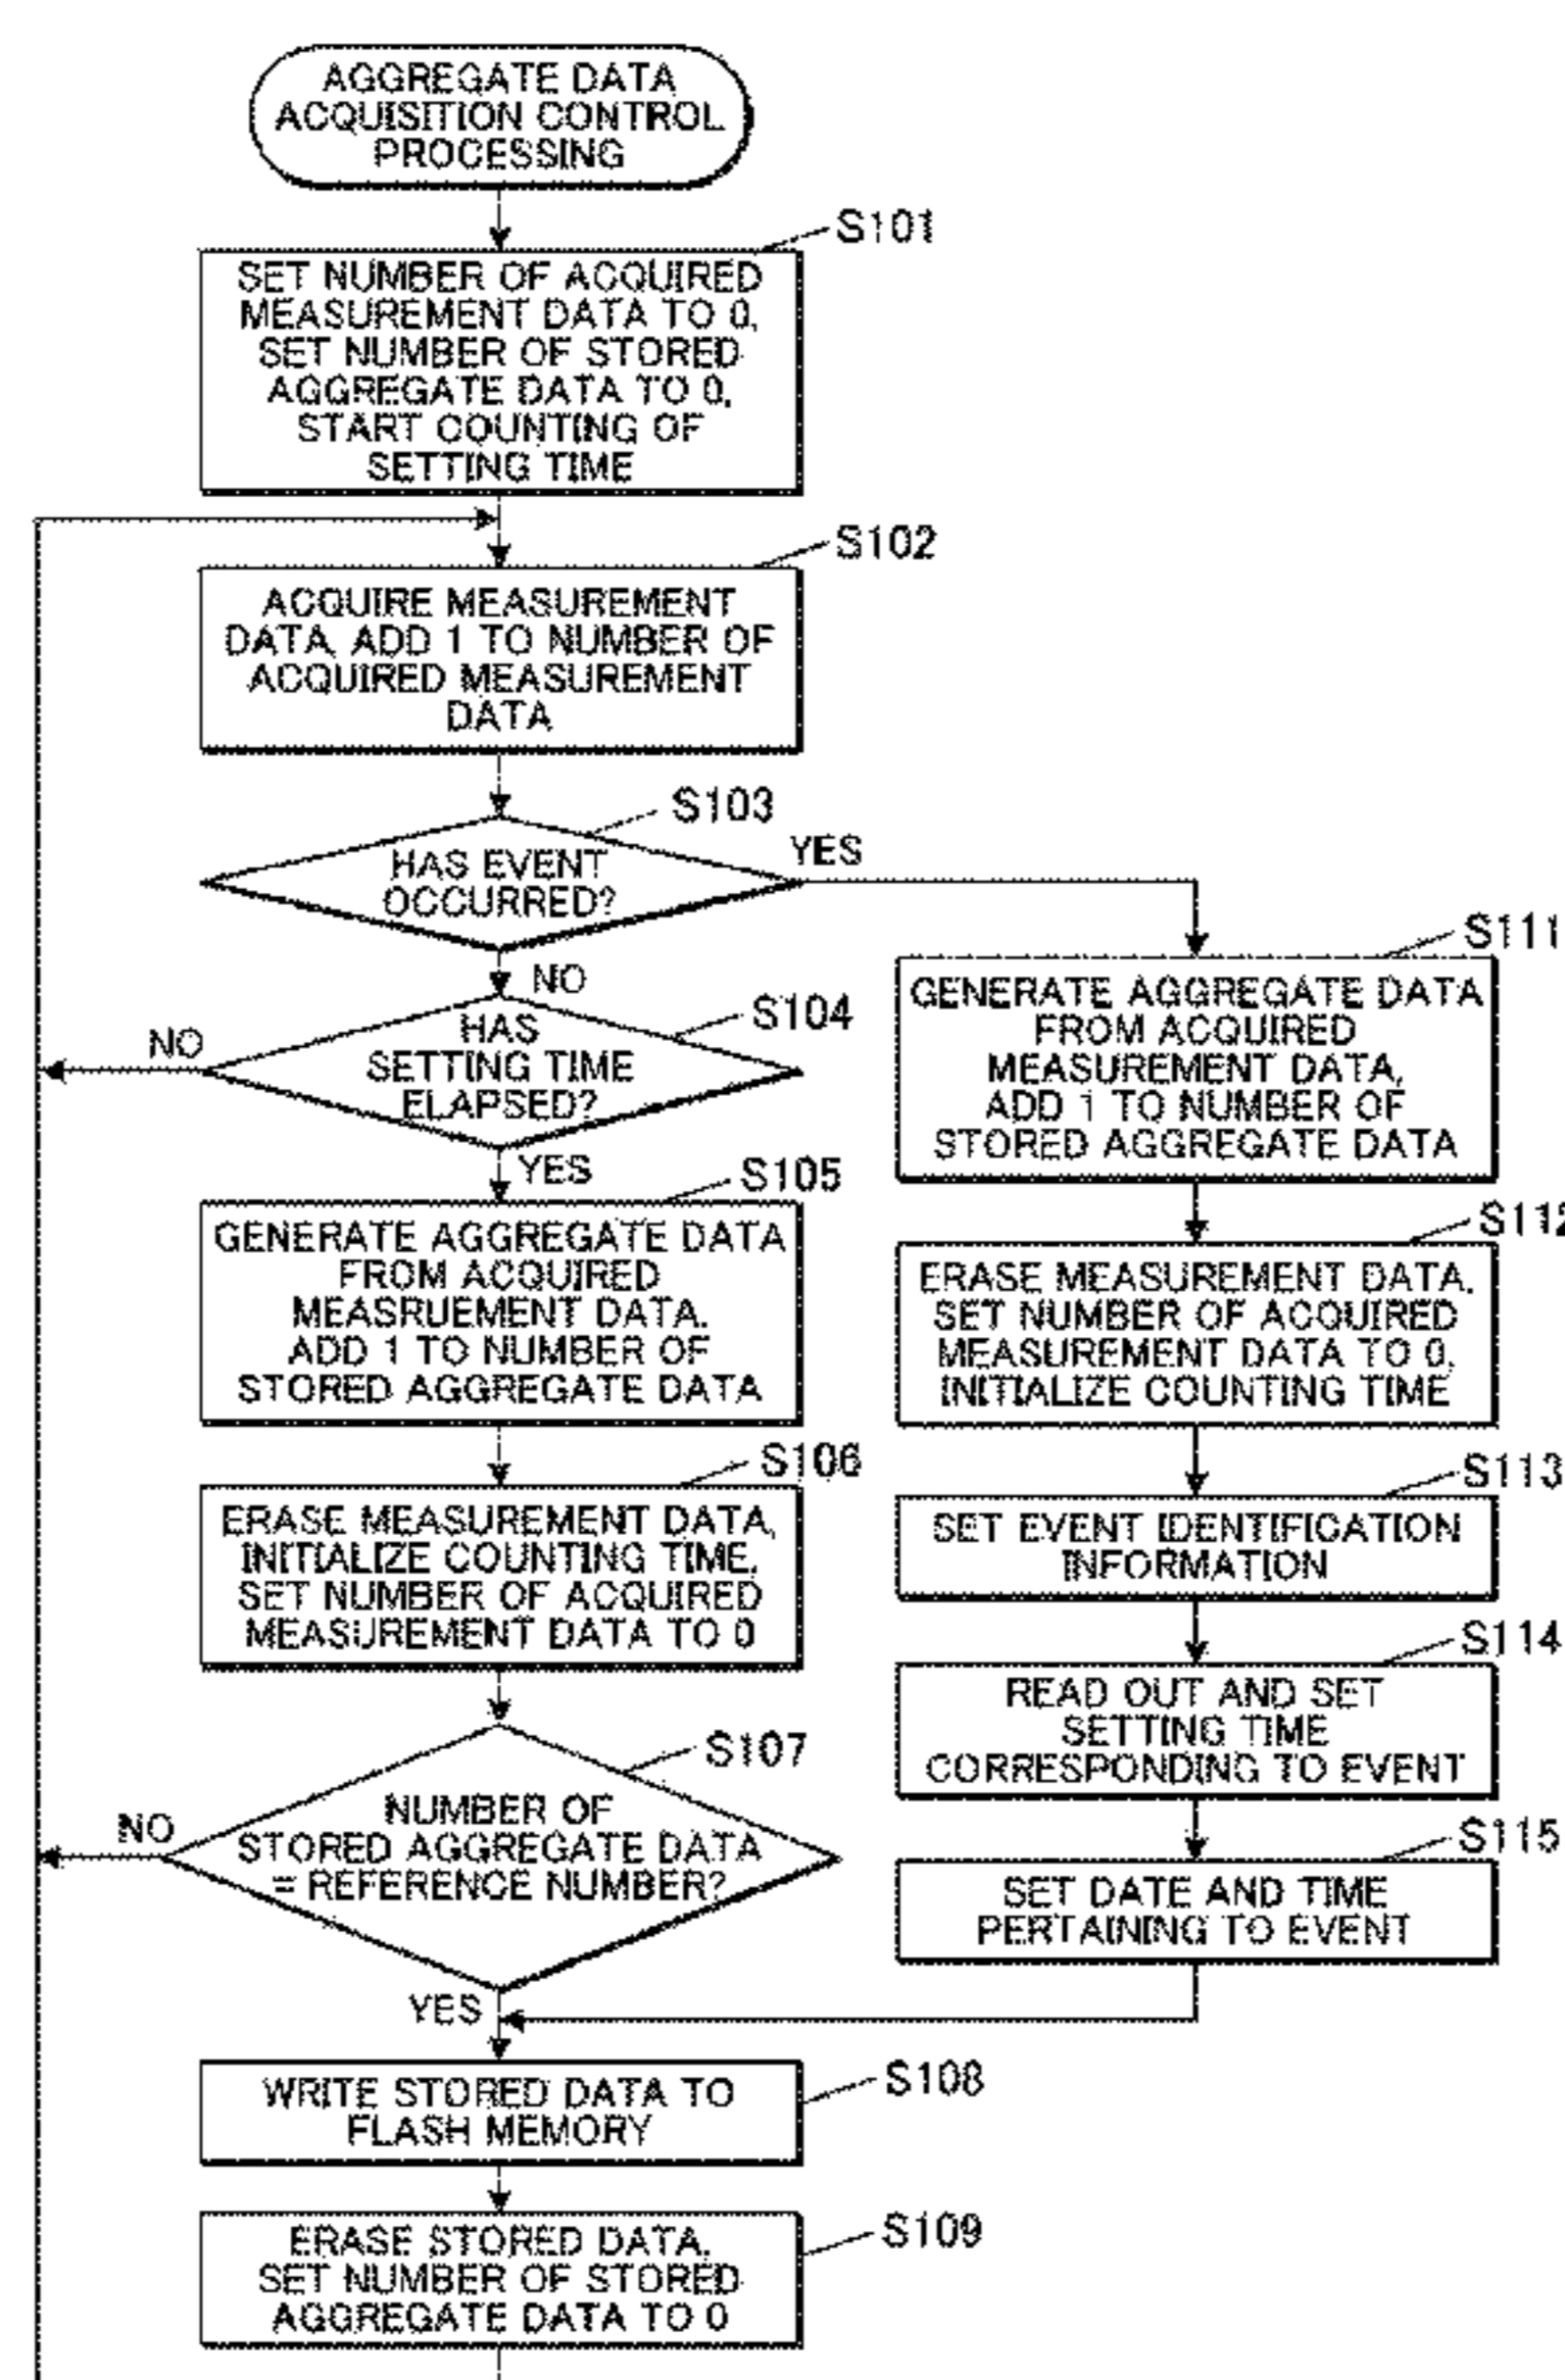 AGGREGATE DATA
ACQUISITION CONTROL
PROCESSING
S101
SET NUMBER OF ACQUIRED
MEASUREMENT DATA TO 0,
SET NUMBER OF STORED
AGGREGATE DATA TO 0,
START COUNTING OF
SETTING TIME
S102
ACQUIRE MEASUREMENT
DATA, ADD 1 TO NUMBER OF
ACQUIRED MEASUREMENT
DATA
S103
HAS EVENT
OCCURRED?
YES
NO
S104
HAS
SETTING TIME
ELAPSED?
NO
YES
S105
GENERATE AGGREGATE DATA
FROM ACQUIRED
MEASRUEMENT DATA,
ADD 1 TO NUMBER OF
STORED AGGREGATE DATA
S106
ERASE MEASUREMENT DATA,
INITIALIZE COUNTING TIME,
SET NUMBER OF ACQUIRED
MEASUREMENT DATA TO 0
S107
NUMBER OF
STORED AGGREGATE DATA
= REFERENCE NUMBER?
NO
YES
S111
GENERATE AGGREGATE DATA
FROM ACQUIRED
MEASUREMENT DATA,
ADD 1 TO NUMBER OF
STORED AGGREGATE DATA
S112
ERASE MEASUREMENT DATA,
SET NUMBER OF ACQUIRED
MEASUREMENT DATA TO 0,
INITIALIZE COUNTING TIME
S113
SET EVENT IDENTIFICATION
INFORMATION
S114
READ OUT AND SET
SETTING TIME
CORRESPONDING TO EVENT
S115
SET DATE AND TIME
PERTAINING TO EVENT
S108
WRITE STORED DATA TO
FLASH MEMORY
S109
ERASE STORED DATA,
SET NUMBER OF STORED
AGGREGATE DATA TO 0